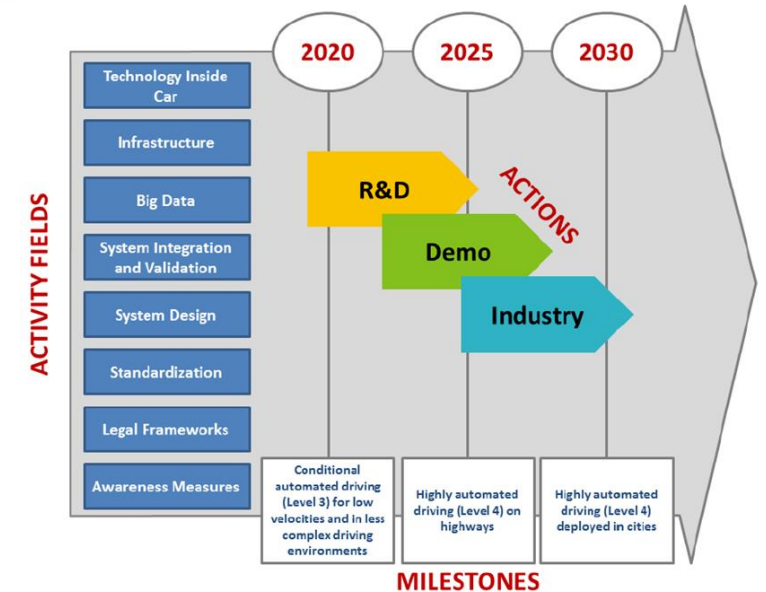 2020
2025
2030
ACTIVITY FIELDS
Technology Inside
Car
Infrastructure
Big Data
System Integration
and Validation
System Design
Standardization
Legal Frameworks
Awareness Measures
R&D
Demo
Industry
ACTIONS
Conditional
automated driving
(Level 3) for low
velocities and in less
complex driving
environments
Highly automated
driving (Level 4) on
highways
Highly automated
driving (Level 4)
deployed in cities
MILESTONES